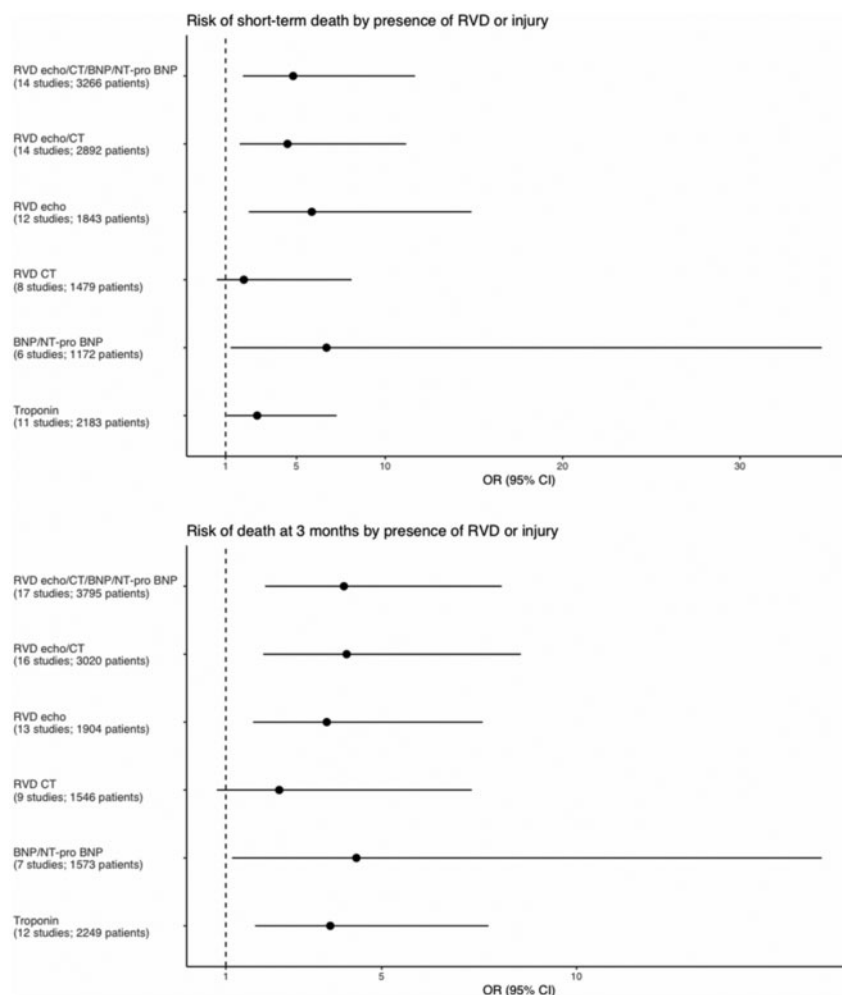 Risk of short-term death by presence of RVD or injury
RVD echo/CT/BNP/NT-pro BNP
(14 studies; 3266 patients)
RVD echo/CT
(14 studies; 2892 patients)
RVD echo
(12 studies; 1843 patients)
RVD CT
(8 studies; 1479 patients)
BNP/NT-pro BNP
(6 studies; 1172 patients)
Troponin
(11 studies; 2183 patients)
1 5 10 20 30
OR (95% CI)
Risk of death at 3 months by presence of RVD or injury
RVD echo/CT/BNP/NT-pro BNP
(17 studies; 3795 patients)
RVD echo/CT
(16 studies; 3020 patients)
RVD echo
(13 studies; 1904 patients)
RVD CT
(9 studies; 1546 patients)
BNP/NT-pro BNP
(7 studies; 1573 patients)
Troponin
(12 studies; 2249 patients)
1 5 10
OR (95% CI)